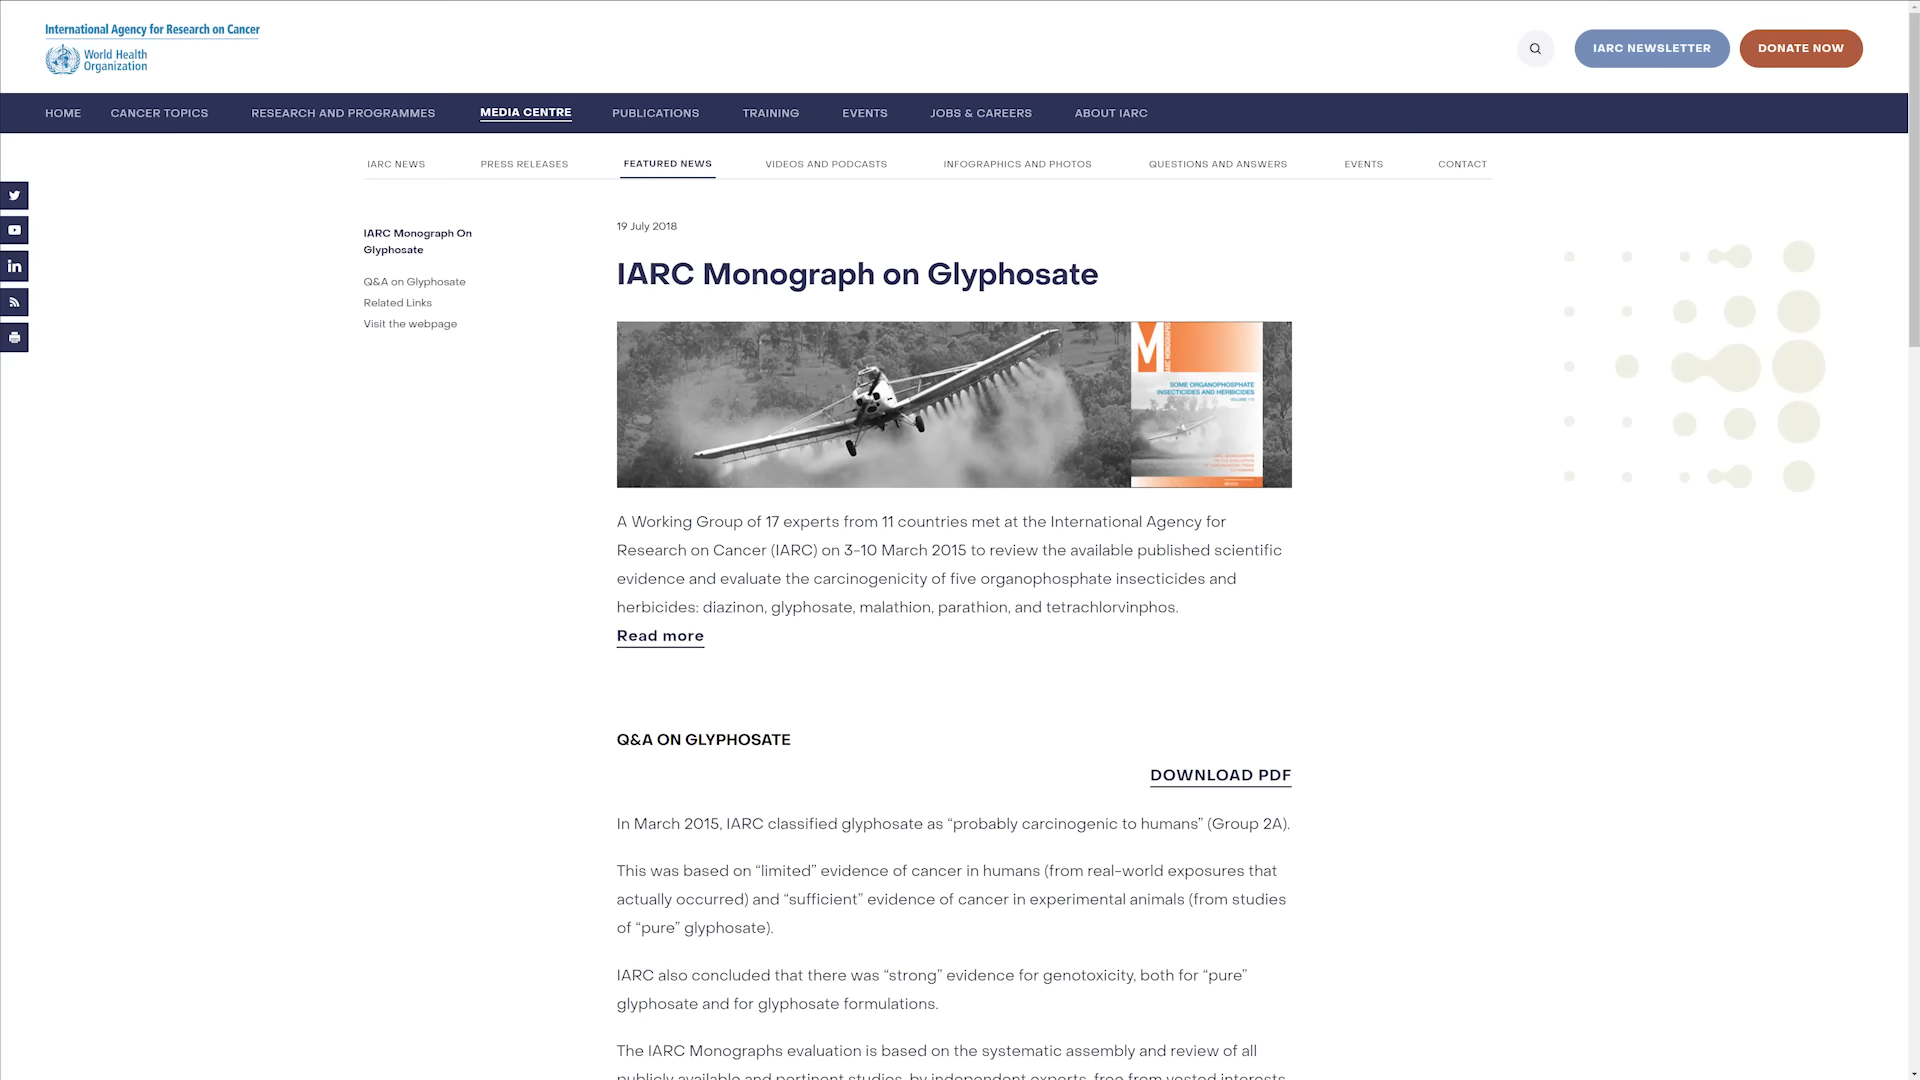 International Agency for Research on Cancer
World Health
Organization
IARC NEWSLETTER
DONATE NOW
HOME
CANCER TOPICS
RESEARCH AND PROGRAMMES
MEDIA CENTRE
PUBLICATIONS
TRAINING
EVENTS
JOBS & CAREERS
ABOUT IARC
IARC NEWS
PRESS RELEASES
FEATURED NEWS
VIDEOS AND PODCASTS
INFOGRAPHICS AND PHOTOS
QUESTIONS AND ANSWERS
EVENTS
CONTACT
IARC Monograph On
Glyphosate
Q&A on Glyphosate
Related Links
Visit the webpage
19 July 2018
IARC Monograph on Glyphosate
M
IARC MONOGRAPHS
SOME ORGANOPHOSPHATE
INSECTICIDES AND HERBICIDES
A Working Group of 17 experts from 11 countries met at the International Agency for
Research on Cancer (IARC) on 3-10 March 2015 to review the available published scientific
evidence and evaluate the carcinogenicity of five organophosphate insecticides and
herbicides: diazinon, glyphosate, malathion, parathion, and tetrachlorvinphos.
Read more
Q&A ON GLYPHOSATE
DOWNLOAD PDF
In March 2015, IARC classified glyphosate as “probably carcinogenic to humans” (Group 2A).
This was based on “limited” evidence of cancer in humans (from real-world exposures that
actually occurred) and “sufficient” evidence of cancer in experimental animals (from studies
of “pure” glyphosate).
IARC also concluded that there was “strong” evidence for genotoxicity, both for “pure”
glyphosate and for glyphosate formulations.
The IARC Monographs evaluation is based on the systematic assembly and review of all
publicly available and pertinent studies, by independent experts, free from vested interests.